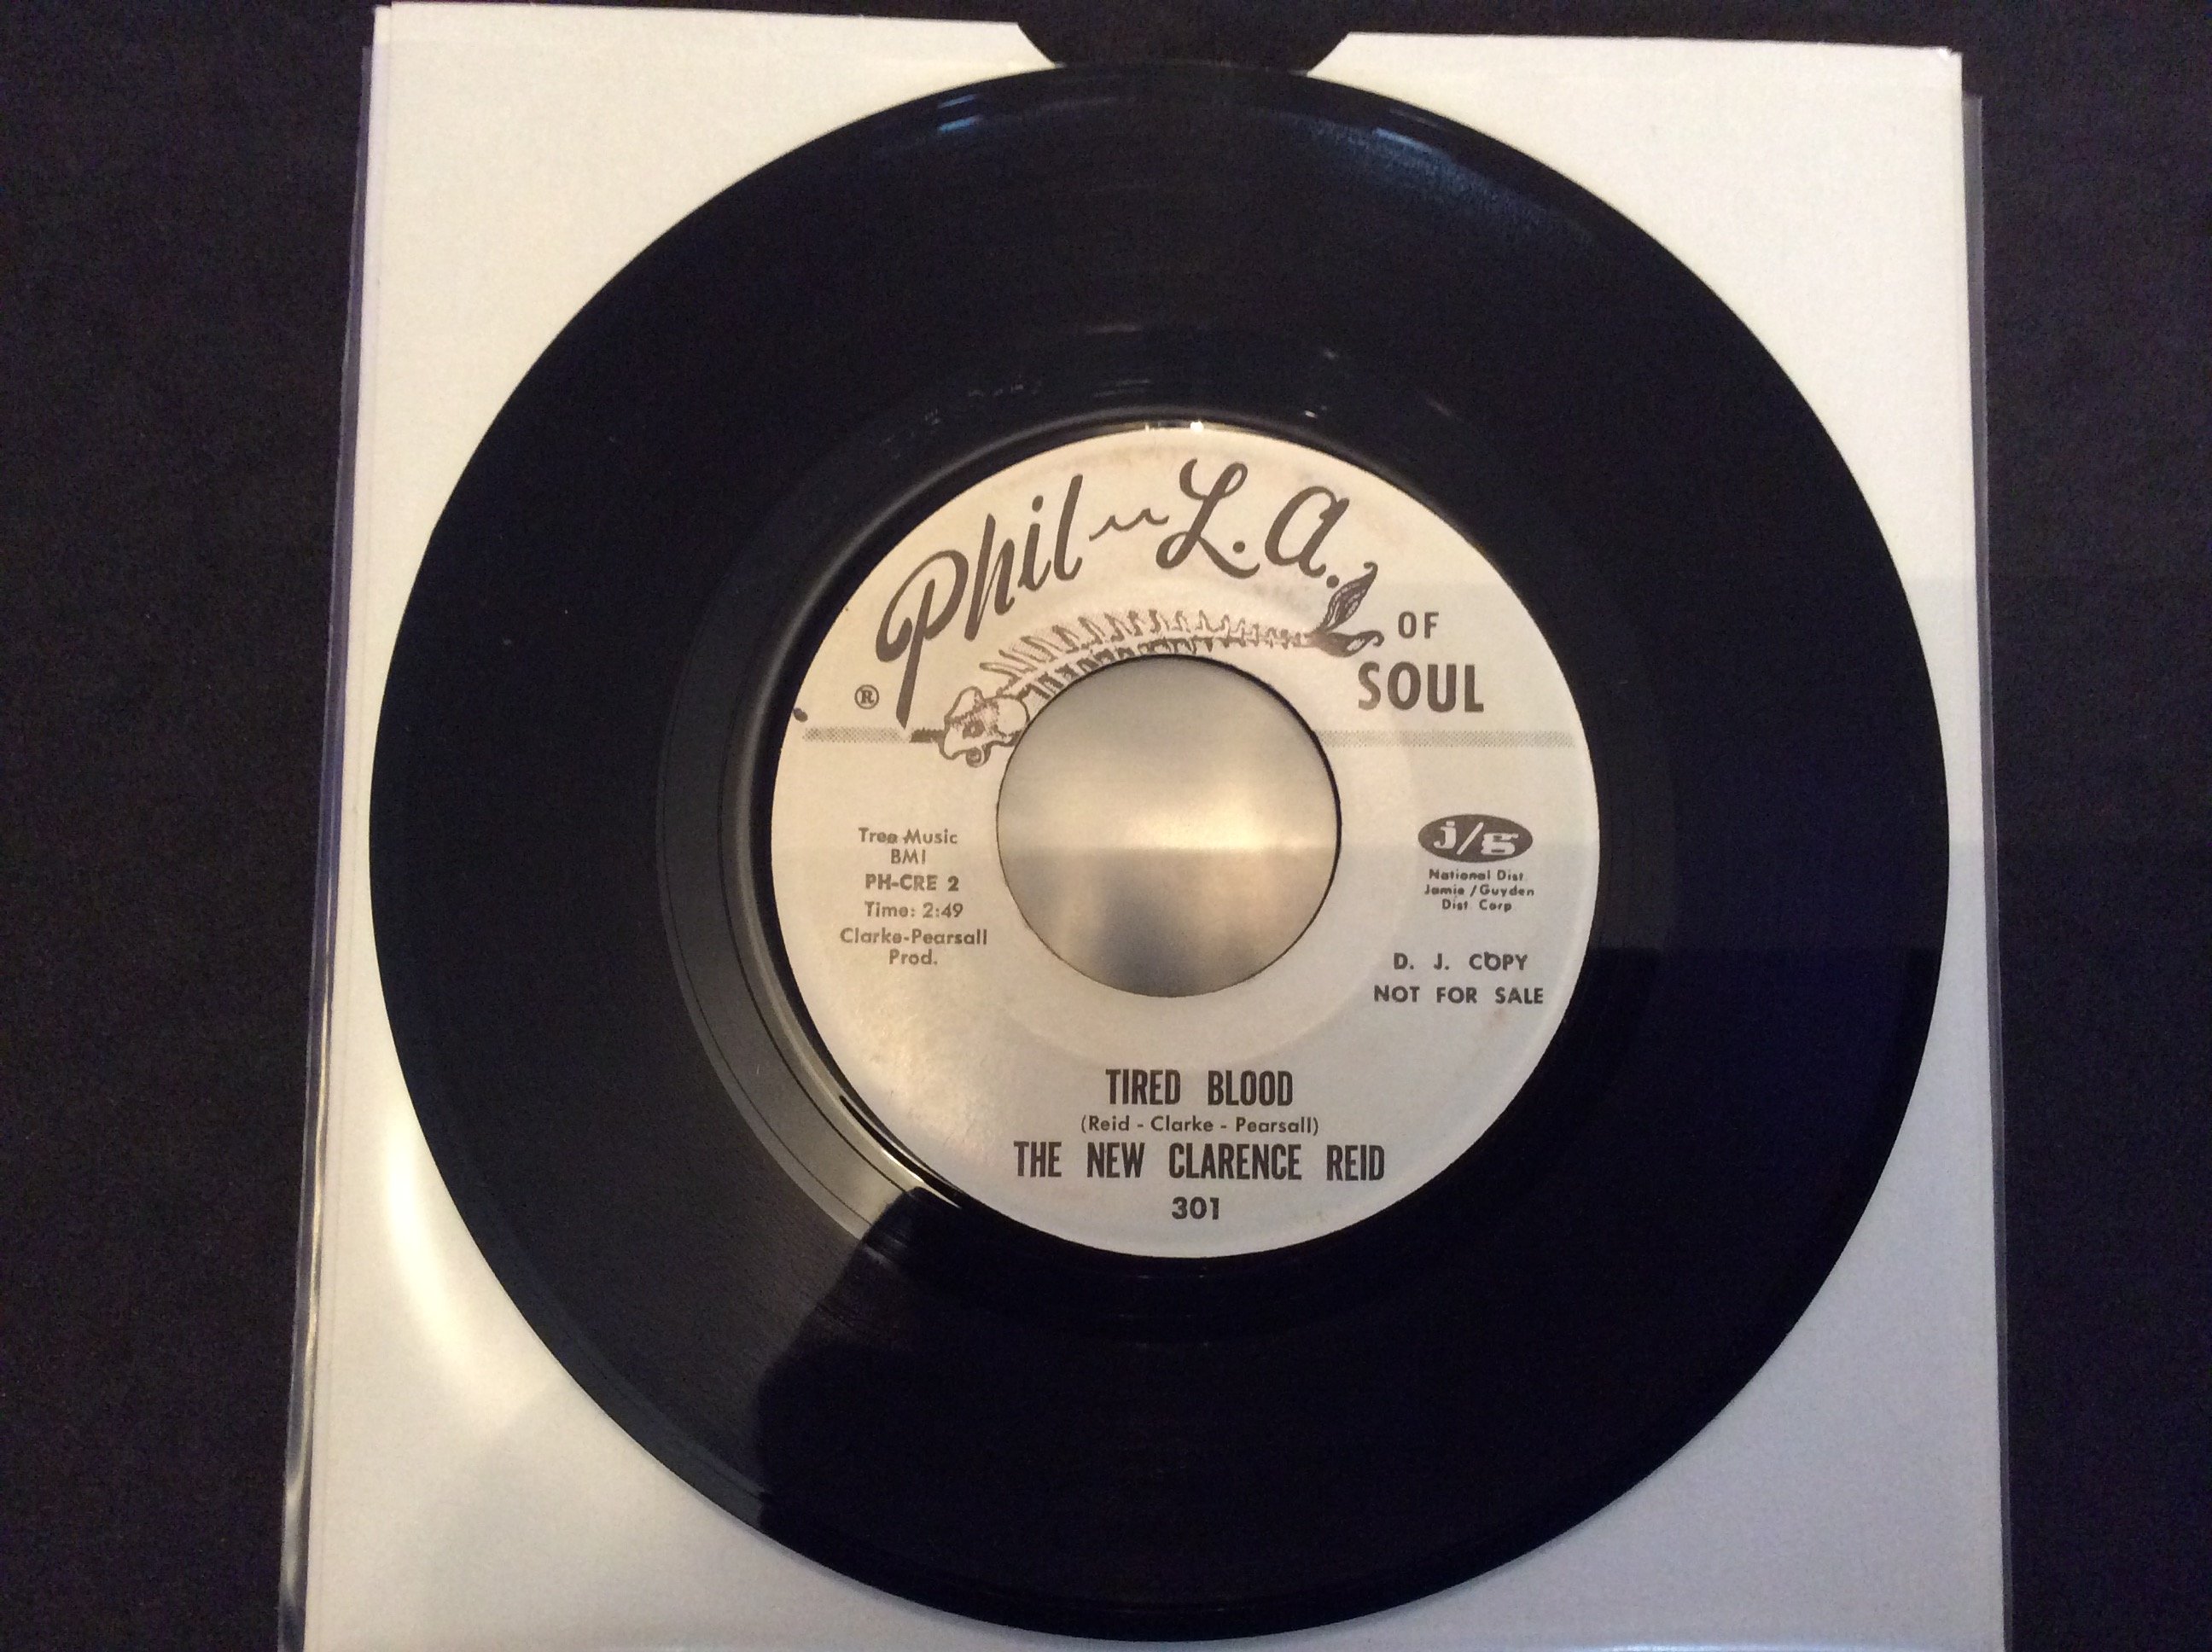 Phil-L.A.
OF
SOUL
®
Tree Music
BMI
PH-CRE 2
Time: 2:49
Clarke-Pearsall
Prod.
j/g
National Dist.
Jamie/Guyden
Dist Corp
D. J. COPY
NOT FOR SALE
TIRED BLOOD
(Reid - Clarke - Pearsall)
THE NEW CLARENCE REID
301